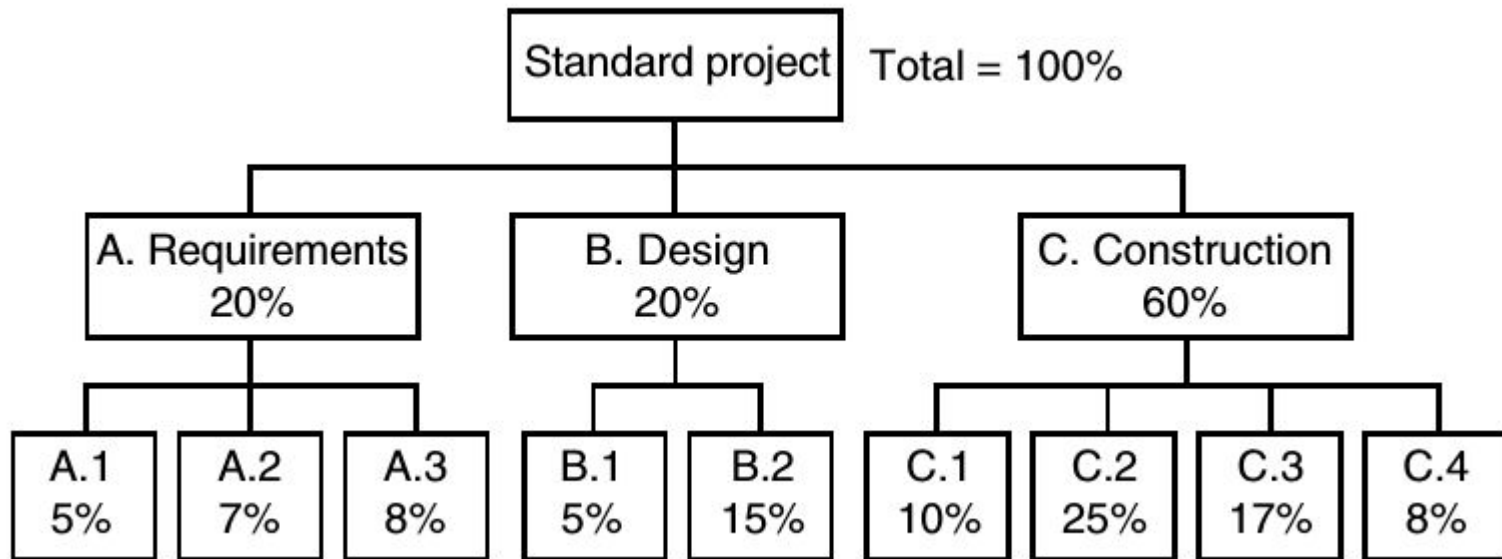 Standard project
Total = 100%
A. Requirements
20%
B. Design
20%
C. Construction
60%
A.1
5%
A.2
7%
A.3
8%
B.1
5%
B.2
15%
C.1
10%
C.2
25%
C.3
17%
C.4
8%